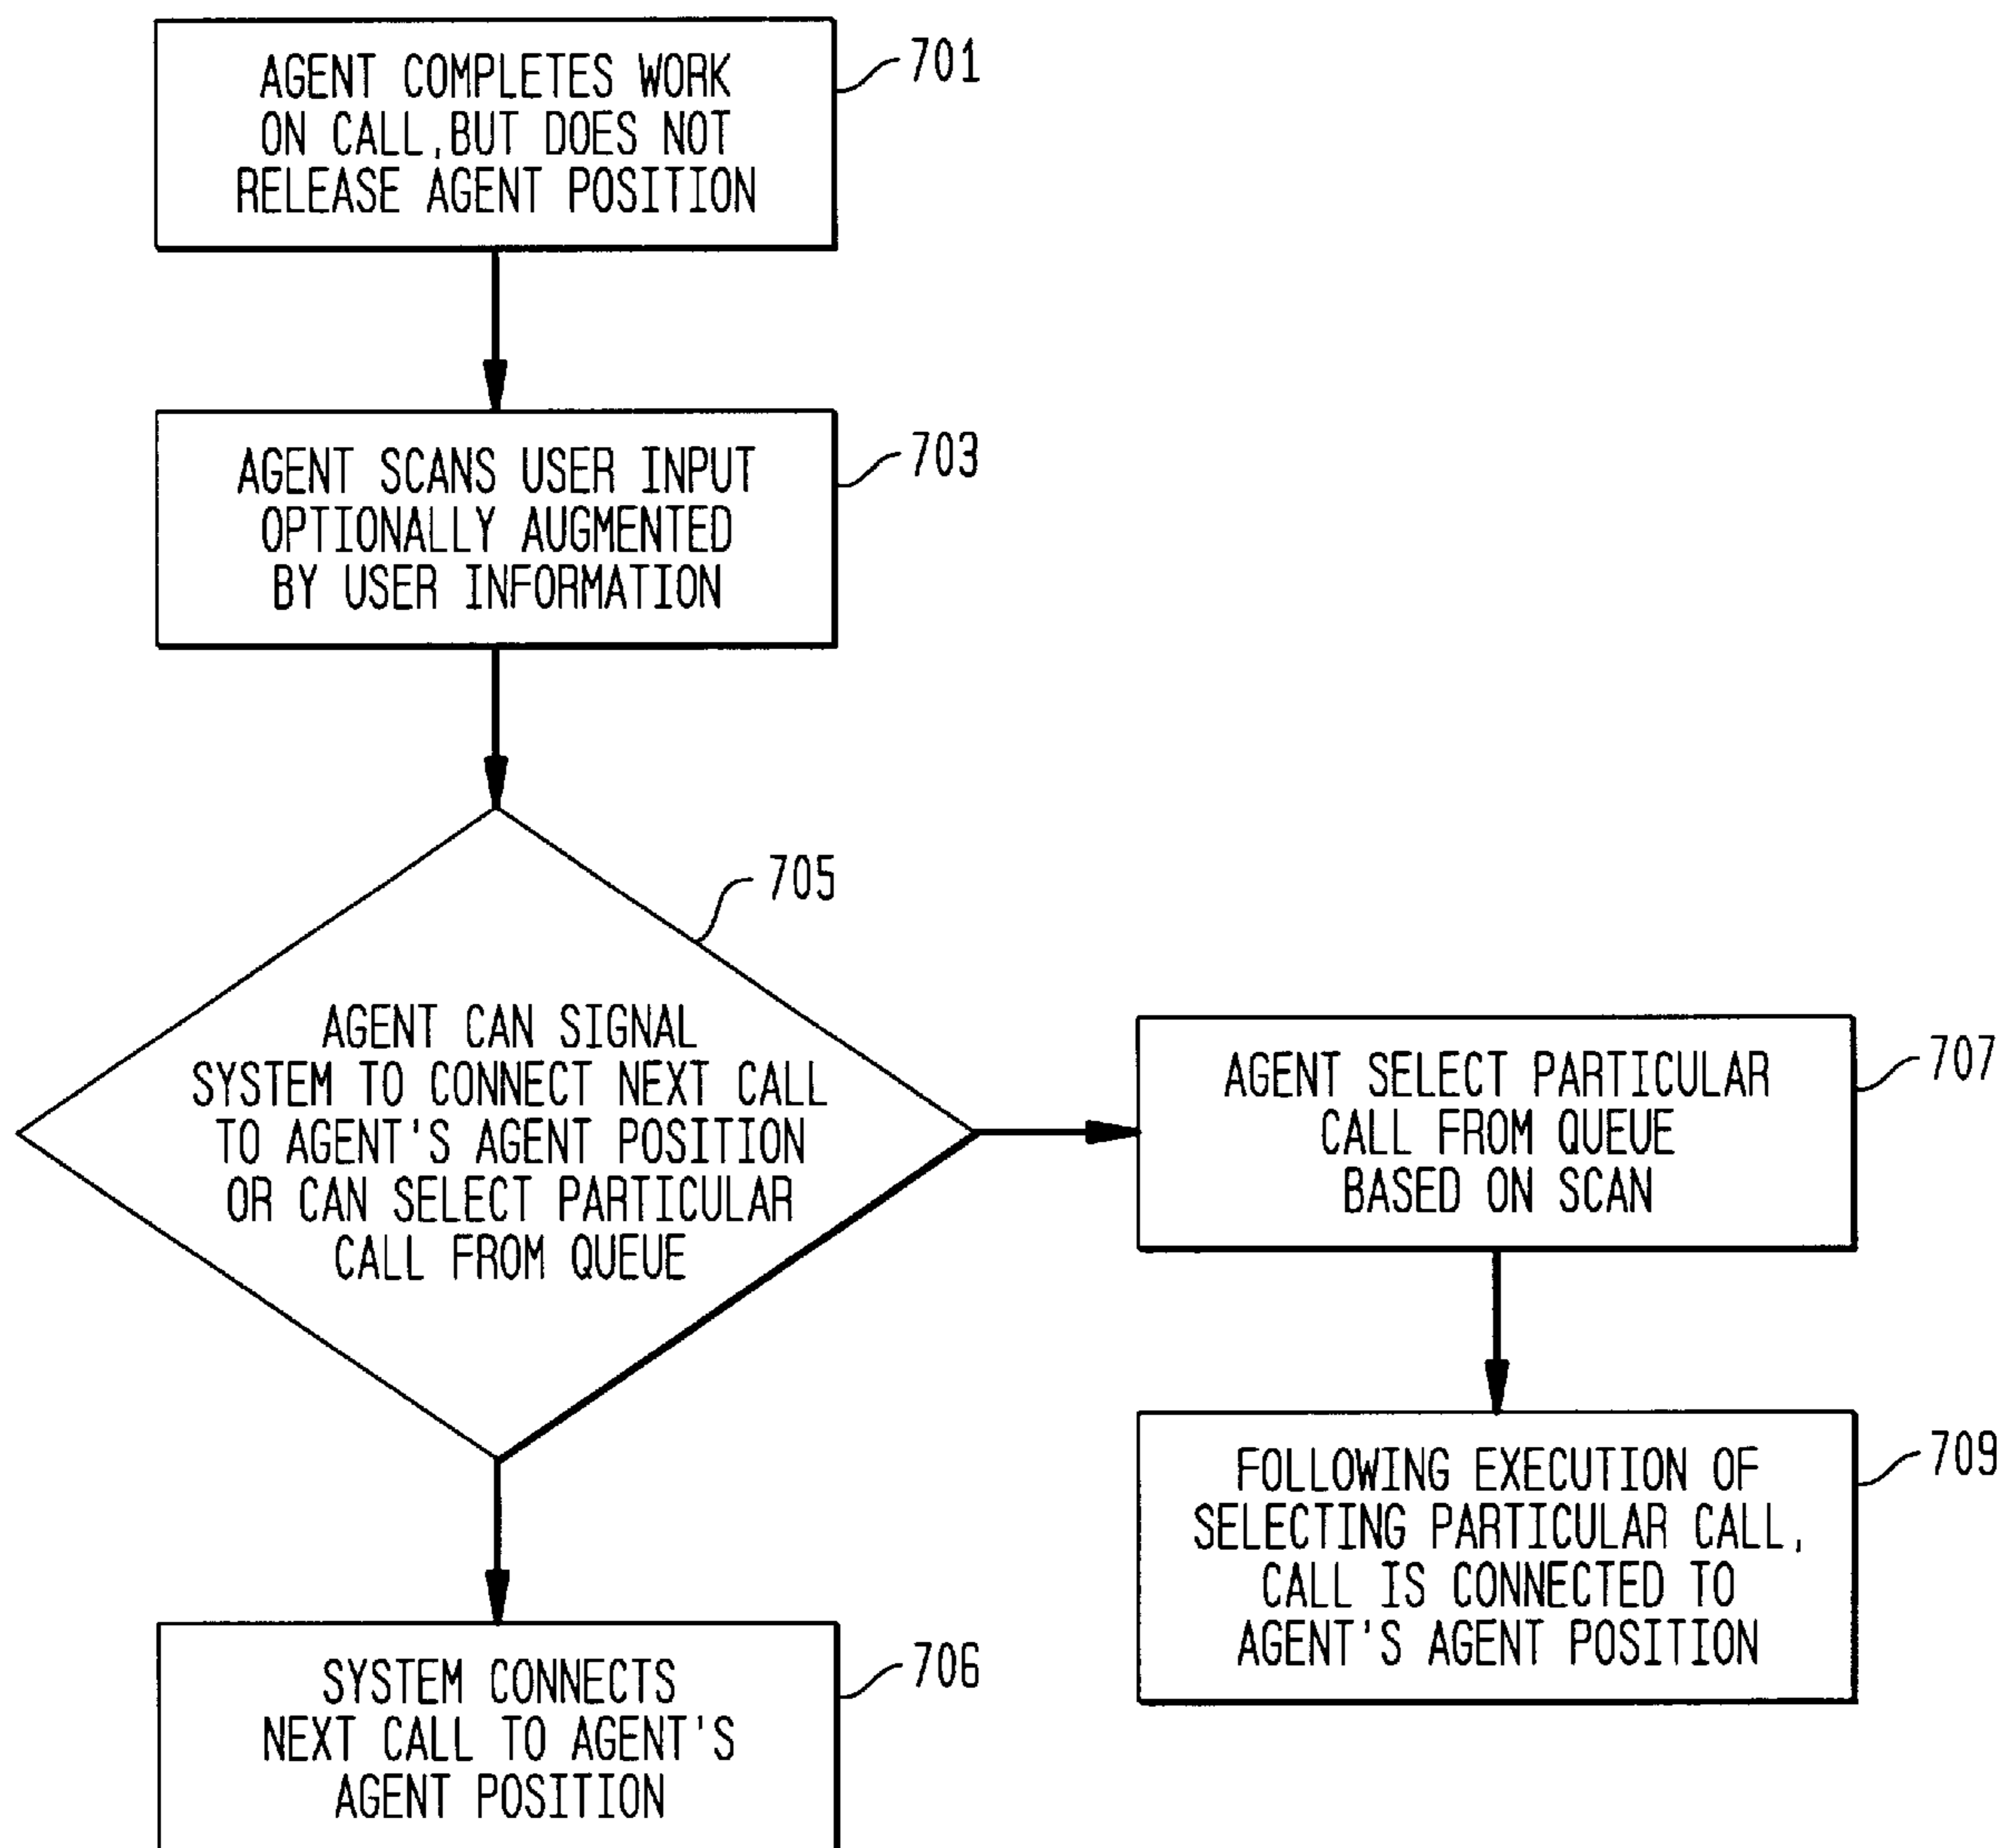 AGENT COMPLETES WORK
ON CALL, BUT DOES NOT
RELEASE AGENT POSITION
701
AGENT SCANS USER INPUT
OPTIONALLY AUGMENTED
BY USER INFORMATION
703
705
AGENT CAN SIGNAL
SYSTEM TO CONNECT NEXT CALL
TO AGENT'S AGENT POSITION
OR CAN SELECT PARTICULAR
CALL FROM QUEUE
AGENT SELECT PARTICULAR
CALL FROM QUEUE
BASED ON SCAN
707
FOLLOWING EXECUTION OF
SELECTING PARTICULAR CALL,
CALL IS CONNECTED TO
AGENT'S AGENT POSITION
709
SYSTEM CONNECTS
NEXT CALL TO AGENT'S
AGENT POSITION
706